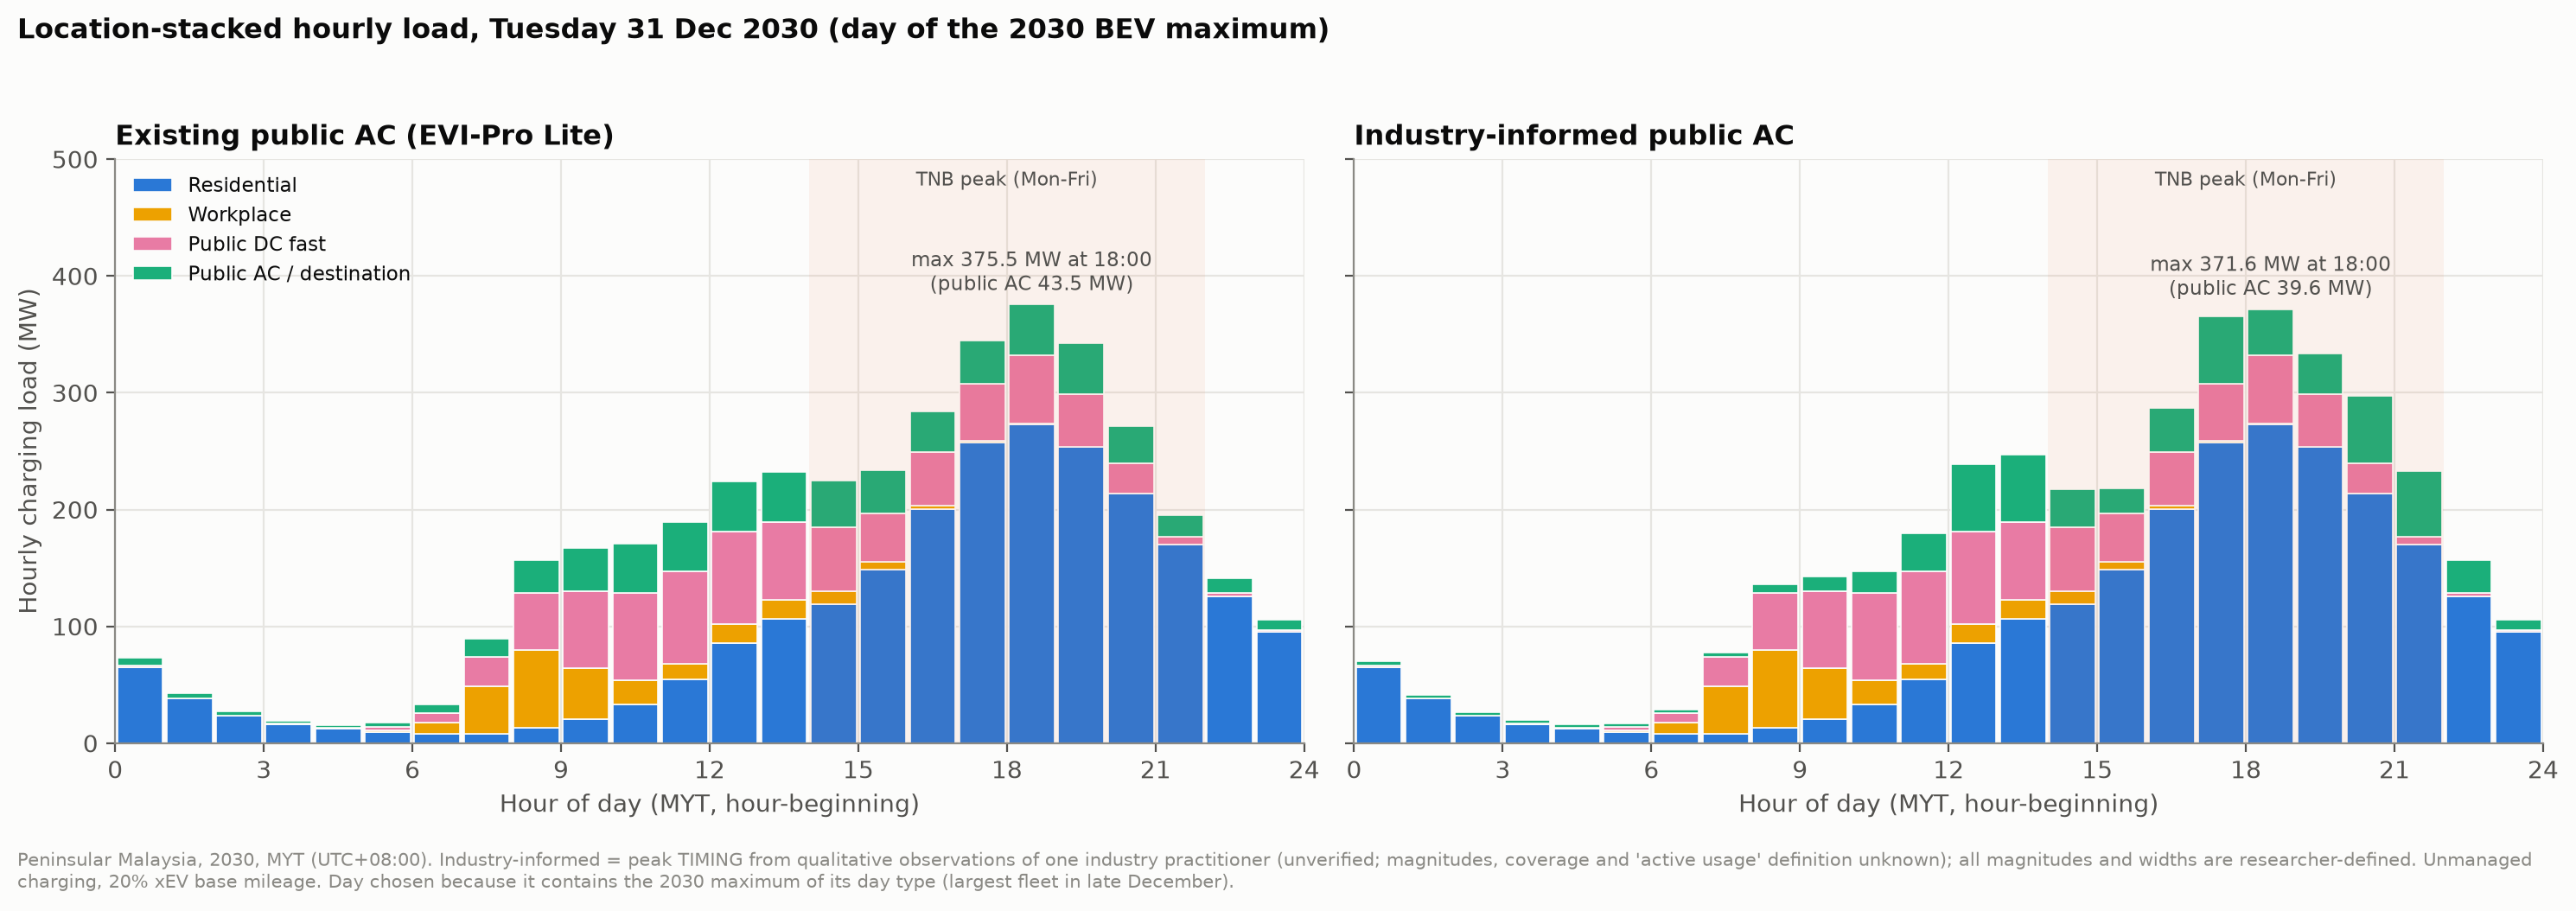 Location-stacked hourly load, Tuesday 31 Dec 2030 (day of the 2030 BEV maximum)
Existing public AC (EVI-Pro Lite)
Residential
Workplace
Public DC fast
Public AC / destination
TNB peak (Mon-Fri)
max 375.5 MW at 18:00
(public AC 43.5 MW)
Hourly charging load (MW)
500
400
300
200
100
0
0 3 6 9 12 15 18 21 24
Hour of day (MYT, hour-beginning)
Industry-informed public AC
TNB peak (Mon-Fri)
max 371.6 MW at 18:00
(public AC 39.6 MW)
0 3 6 9 12 15 18 21 24
Hour of day (MYT, hour-beginning)
Peninsular Malaysia, 2030, MYT (UTC+08:00). Industry-informed = peak TIMING from qualitative observations of one industry practitioner (unverified; magnitudes, coverage and 'active usage' definition unknown); all magnitudes and widths are researcher-defined. Unmanaged
charging, 20% xEV base mileage. Day chosen because it contains the 2030 maximum of its day type (largest fleet in late December).